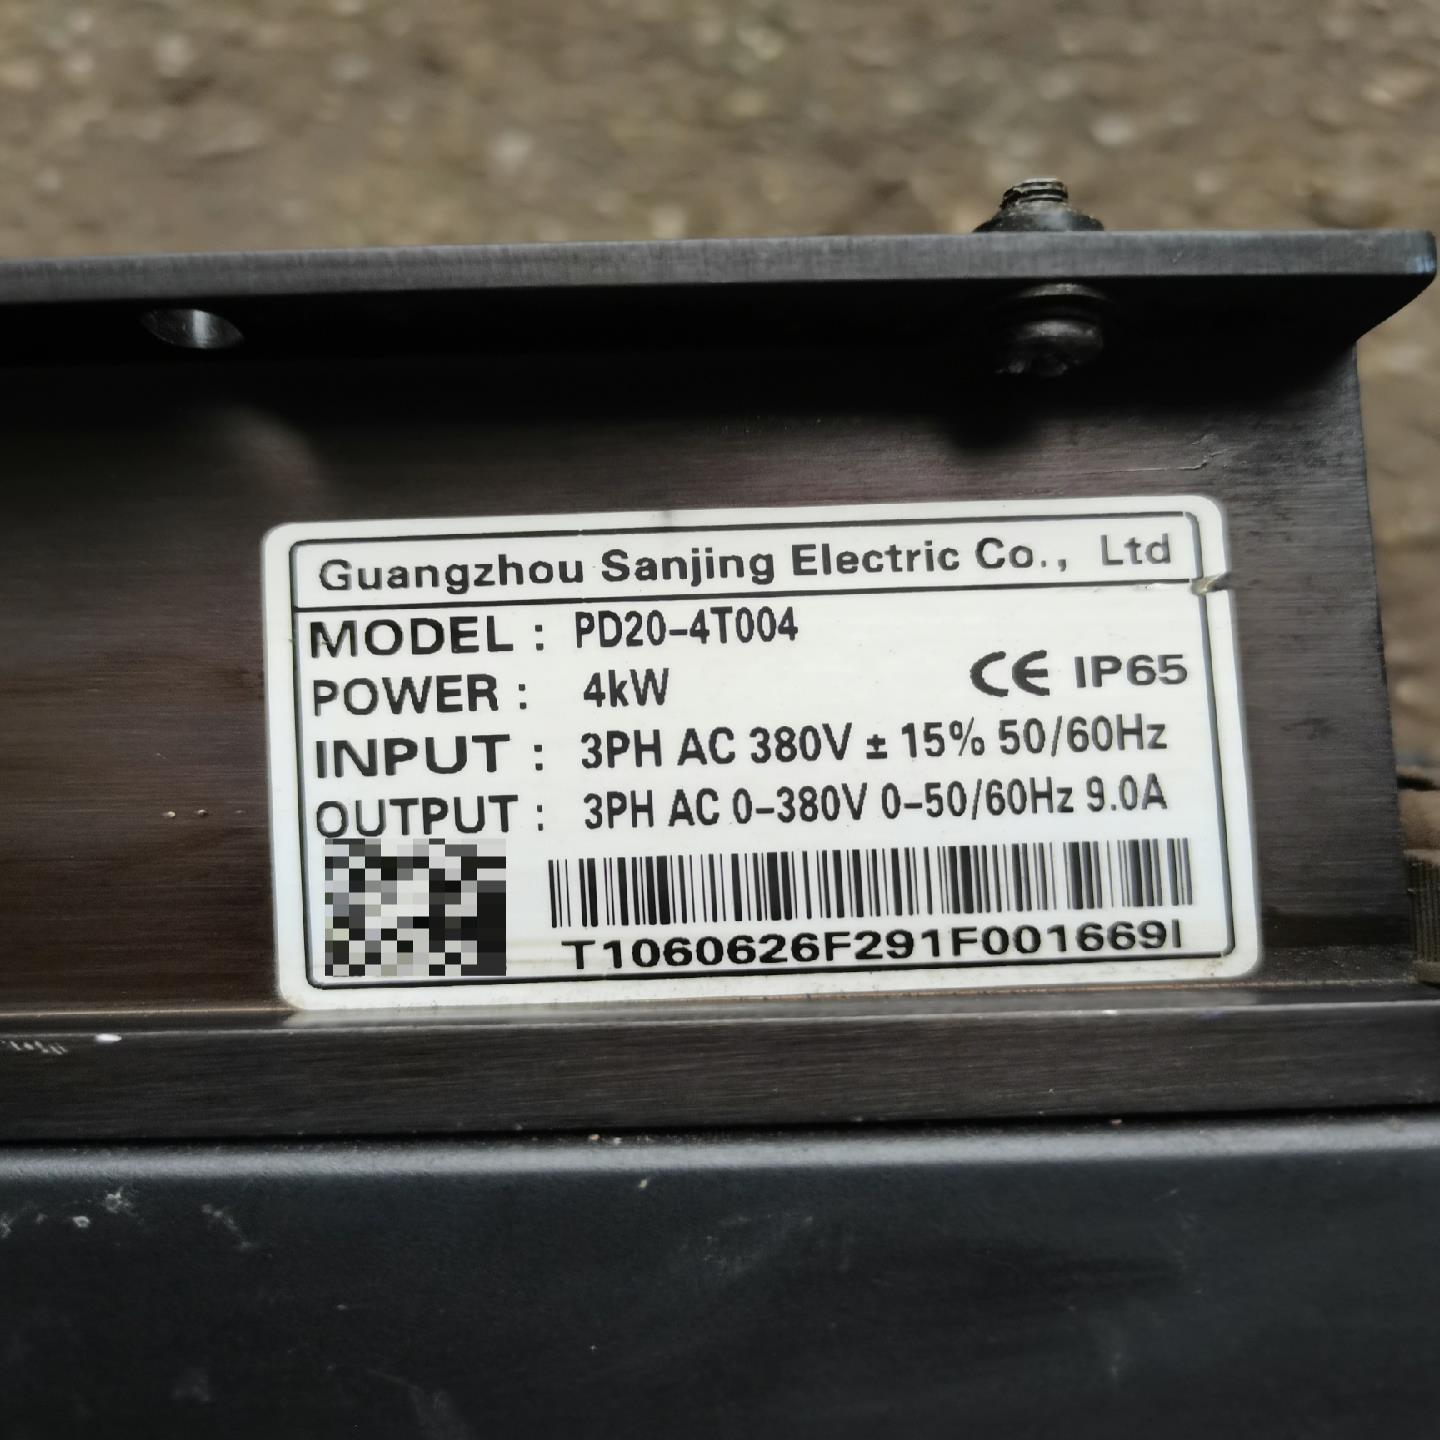 Guangzhou Sanjing Electric Co., Ltd
MODEL : PD20-4T004
POWER : 4kW CE IP65
INPUT : 3PH AC 380V ± 15% 50/60Hz
OUTPUT : 3PH AC 0-380V 0-50/60Hz 9.0A
T1060626F291F001669I